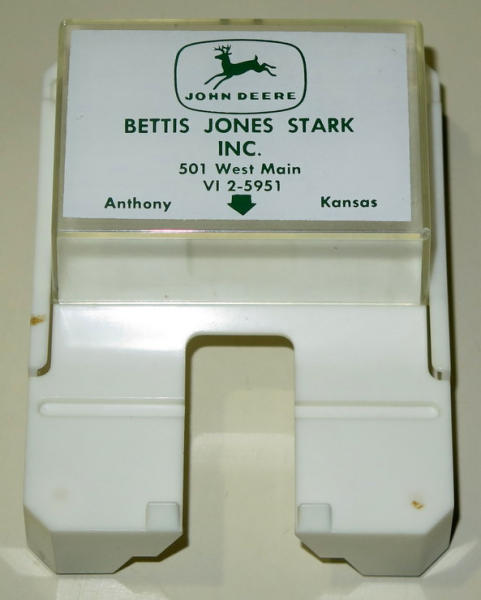 JOHN DEERE
BETTIS JONES STARK
INC.
501 West Main
VI 2-5951
Anthony Kansas